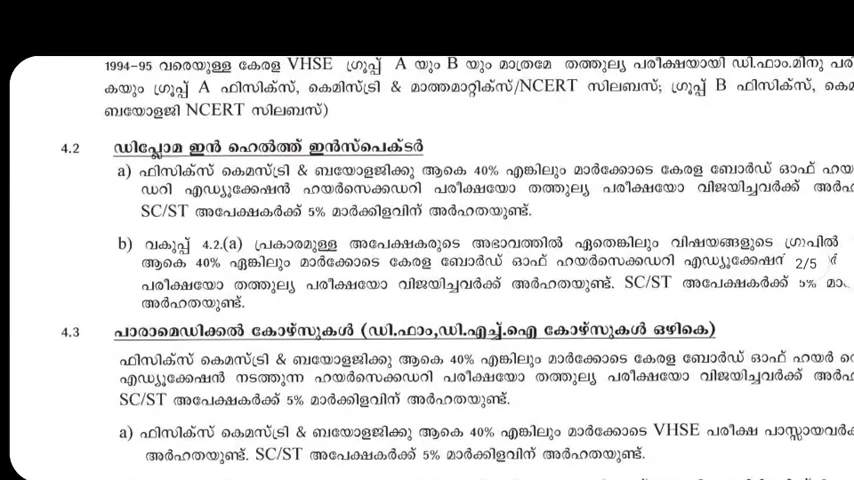 1994-95 വരെയുള്ള കേരള VHSE ഗ്രൂപ്പ് A യും B യും മാത്രമേ തത്തുല്യ പരീക്ഷയായി ഡി.ഫാം.മിനു
കയും ഗ്രൂപ്പ് A ഫിസിക്സ്, കെമിസ്ട്രി & മാത്തമാറ്റിക്സ്/NCERT സിലബസ്; ഗ്രൂപ്പ് B ഫിസിക്സ്,
ബയോളജി NCERT സിലബസ്)
4.2 ഡിപ്ലോമ ഇൻ ഹെൽത്ത് ഇൻസ്പെക്ടർ
a) ഫിസിക്സ് കെമസ്ട്രി & ബയോളജിക്കു ആകെ 40% എങ്കിലും മാർക്കോടെ കേരള ബോർഡ് ഓഫ്
ഡറി എഡ്യൂക്കേഷൻ ഹയർസെക്കഡറി പരീക്ഷയോ തത്തുല്യ പരീക്ഷയോ വിജയിച്ചവർക്ക്
SC/ST അപേക്ഷകർക്ക് 5% മാർക്കിളവിന് അർഹതയുണ്ട്.
b) വകുപ്പ് 4.2.(a) പ്രകാരമുള്ള അപേക്ഷകരുടെ അഭാവത്തിൽ ഏതെങ്കിലും വിഷയങ്ങളുടെ ഗ്രൂപിൽ
ആകെ 40% ഏങ്കിലും മാർക്കോടെ കേരള ബോർഡ് ഓഫ് ഹയർസെക്കഡറി എഡ്യൂക്കേഷൻ 2/5
പരീക്ഷയോ തത്തുല്യ പരീക്ഷയോ വിജയിച്ചവർക്ക് അർഹതയുണ്ട്. SC/ST അപേക്ഷകർക്ക് 5%
അർഹതയുണ്ട്.
4.3 പാരാമെഡിക്കൽ കോഴ്സുകൾ (ഡി.ഫാം,ഡി.എച്ച്.ഐ കോഴ്സുകൾ ഒഴികെ)
ഫിസിക്സ് കെമസ്ട്രി & ബയോളജിക്കു ആകെ 40% എങ്കിലും മാർക്കോടെ കേരള ബോർഡ് ഓഫ് ഹയർ
എഡ്യൂക്കേഷൻ നടത്തുന്ന ഹയർസെക്കഡറി പരീക്ഷയോ തത്തുല്യ പരീക്ഷയോ വിജയിച്ചവർക്ക്
SC/ST അപേക്ഷകർക്ക് 5% മാർക്കിളവിന് അർഹതയുണ്ട്.
a) ഫിസിക്സ് കെമസ്ട്രി & ബയോളജിക്കു ആകെ 40% എങ്കിലും മാർക്കോടെ VHSE പരീക്ഷ
അർഹതയുണ്ട്. SC/ST അപേക്ഷകർക്ക് 5% മാർക്കിളവിന് അർഹതയുണ്ട്.